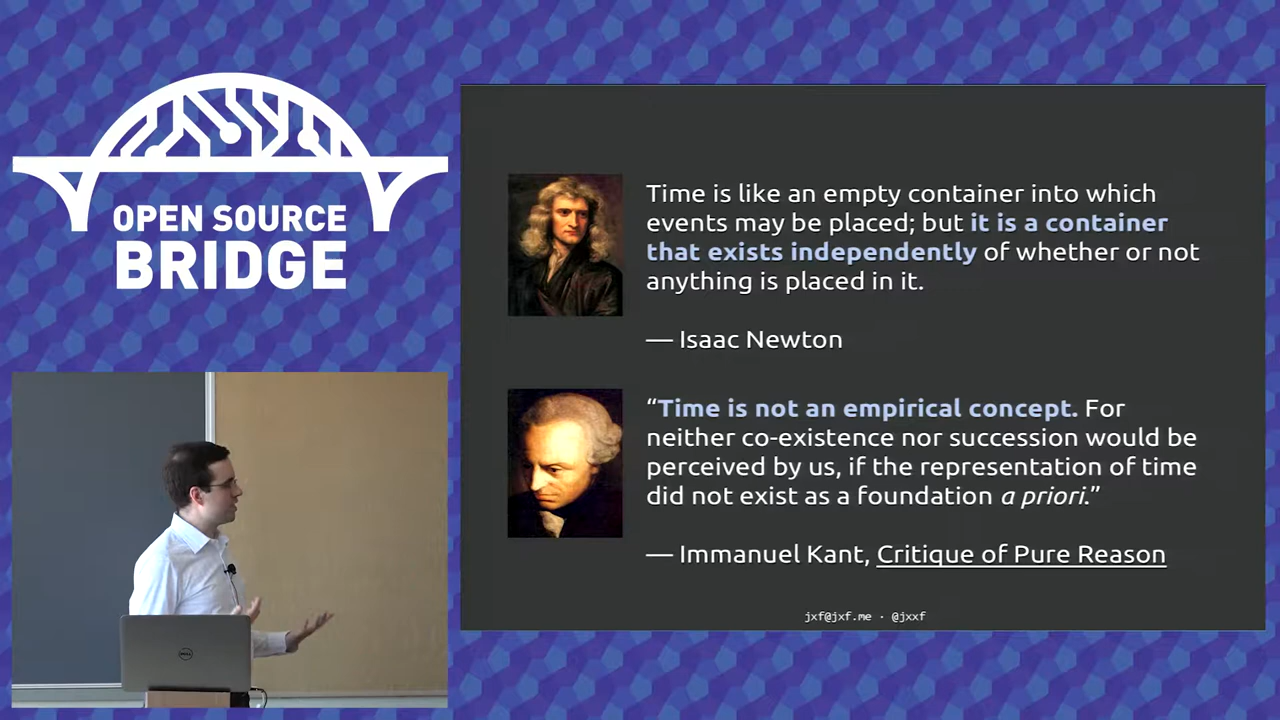 OPEN SOURCE
BRIDGE
Time is like an empty container into which
events may be placed; but it is a container
that exists independently of whether or not
anything is placed in it.
— Isaac Newton
“Time is not an empirical concept. For
neither co-existence nor succession would be
perceived by us, if the representation of time
did not exist as a foundation a priori.”
— Immanuel Kant, Critique of Pure Reason
jxf@jxf.me · @jxxf
DELL